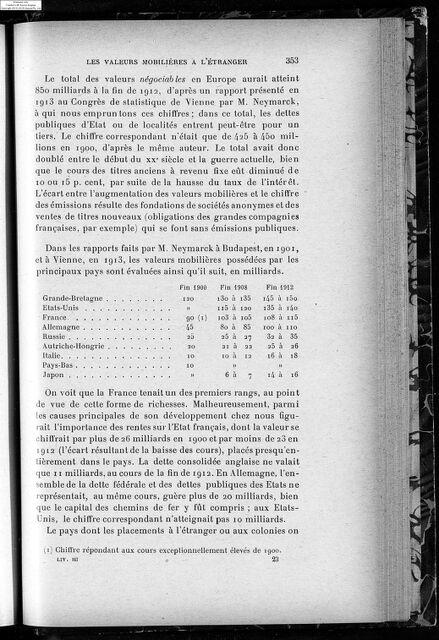 LES VALEURS MOBILIÈRES A L'ÉTRANGER 353
Le total des valeurs négociables en Europe aurait atteint
850 milliards à la fin de 1912, d'après un rapport présenté en
1913 au Congrès de statistique de Vienne par M. Neymarck,
à qui nous empruntons ces chiffres ; dans ce total, les dettes
publiques d'Etat ou de localités entrent peut-être pour un
tiers. Le chiffre correspondant n'était que de 425 à 450 mil-
lions en 1900, d'après le même auteur. Le total avait donc
doublé entre le début du XXe siècle et la guerre actuelle, bien
que le cours des titres anciens à revenu fixe eût diminué de
10 ou 15 p. cent, par suite de la hausse du taux de l'intérêt.
L'écart entre l'augmentation des valeurs mobilières et le chiffre
des émissions résulte des fondations de sociétés anonymes et des
ventes de titres nouveaux (obligations des grandes compagnies
françaises, par exemple) qui se font sans émissions publiques.
Dans les rapports faits par M. Neymarck à Budapest, en 1901,
et à Vienne, en 1913, les valeurs mobilières possédées par les
principaux pays sont évaluées ainsi qu'il suit, en milliards.
Fin 1900 Fin 1908 Fin 1912
Grande-Bretagne . . . . . . . . 120 130 à 135 145 à 150
Etats-Unis . . . . . . . . . . » 115 à 120 135 à 140
France . . . . . . . . . . . 90 (1) 103 à 105 108 à 115
Allemagne . . . . . . . . . . 45 80 à 85 100 à 110
Russie . . . . . . . . . . . . 25 25 à 27 32 à 35
Autriche-Hongrie . . . . . . . . 20 21 à 22 25 à 26
Italie . . . . . . . . . . . . 10 10 à 12 16 à 18
Pays-Bas . . . . . . . . . . . 10 » »
Japon . . . . . . . . . . . . » 6 à 7 14 à 16
On voit que la France tenait un des premiers rangs, au point
de vue de cette forme de richesses. Malheureusement, parmi
les causes principales de son développement chez nous figu-
rait l'importance des rentes sur l'Etat français, dont la valeur se
chiffrait par plus de 26 milliards en 1900 et par moins de 23 en
1912 (l'écart résultant de la baisse des cours), placés presqu'en-
tièrement dans le pays. La dette consolidée anglaise ne valait
que 11 milliards, au cours de la fin de 1912. En Allemagne, l'en-
semble de la dette fédérale et des dettes publiques des Etats ne
représentait, au même cours, guère plus de 20 milliards, bien
que le capital des chemins de fer y fût compris ; aux Etats-
Unis, le chiffre correspondant n'atteignait pas 10 milliards.
Le pays dont les placements à l'étranger ou aux colonies on
(1) Chiffre répondant aux cours exceptionnellement élevés de 1900.
LIV. III 23